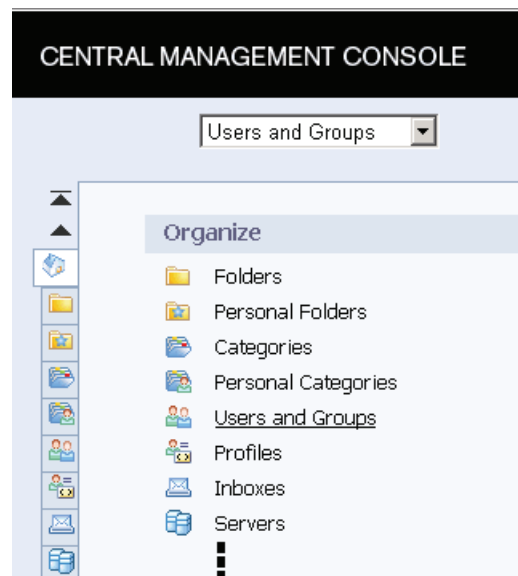 CENTRAL MANAGEMENT CONSOLE
Users and Groups
Organize
Folders
Personal Folders
Categories
Personal Categories
Users and Groups
Profiles
Inboxes
Servers